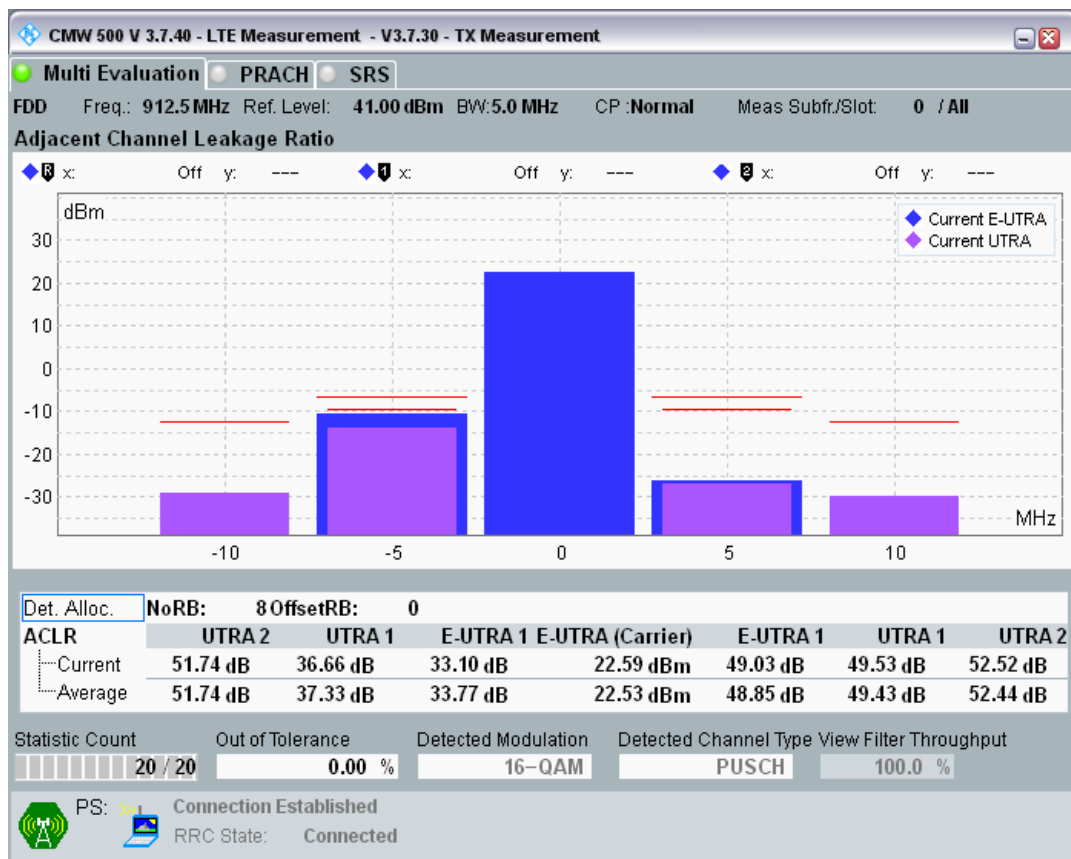 CMW 500 V 3.7.40 - LTE Measurement - V3.7.30 - TX Measurement
Multi Evaluation PRACH SRS
FDD Freq.: 912.5 MHz Ref. Level: 41.00 dBm BW:5.0 MHz CP :Normal Meas Subfr./Slot: 0 / All
Adjacent Channel Leakage Ratio
R x: Off y: --- 1 x: Off y: --- 2 x: Off y: ---
dBm
Current E-UTRA
Current UTRA
30
20
10
0
-10
-20
-30
MHz
-10 -5 0 5 10
Det. Alloc. NoRB: 8 OffsetRB: 0
ACLR UTRA 2 UTRA 1 E-UTRA 1 E-UTRA (Carrier) E-UTRA 1 UTRA 1 UTRA 2
Current 51.74 dB 36.66 dB 33.10 dB 22.59 dBm 49.03 dB 49.53 dB 52.52 dB
Average 51.74 dB 37.33 dB 33.77 dB 22.53 dBm 48.85 dB 49.43 dB 52.44 dB
Statistic Count Out of Tolerance Detected Modulation Detected Channel Type View Filter Throughput
20 / 20 0.00 % 16-QAM PUSCH 100.0 %
PS: Connection Established
RRC State: Connected